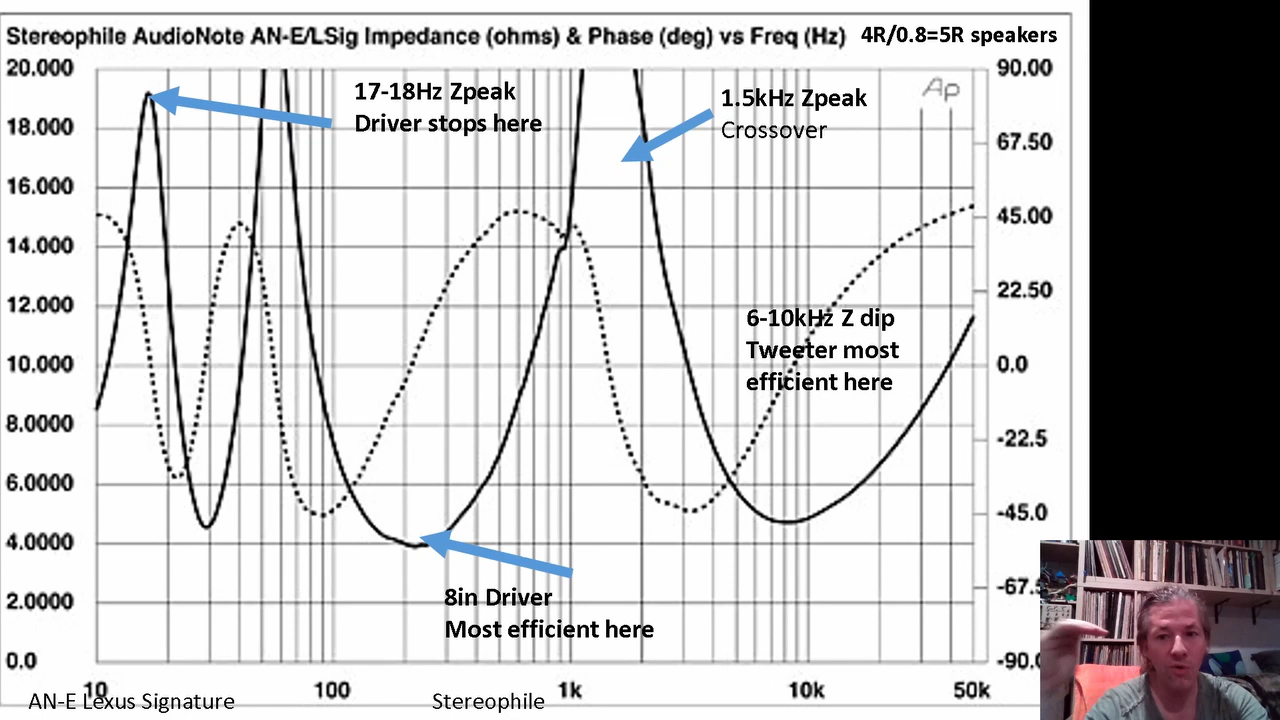 Stereophile AudioNote AN-E/LSig Impedance (ohms) & Phase (deg) vs Freq (Hz) 4R/0.8=5R speakers
20.000
18.000
16.000
14.000
12.000
10.000
8.0000
6.0000
4.0000
2.0000
0.0
17-18Hz Zpeak
Driver stops here
1.5kHz Zpeak
Crossover
Ap
6-10kHz Z dip
Tweeter most
efficient here
8in Driver
Most efficient here
90.00
67.50
45.00
22.50
0.0
-22.5
-45.0
-67.5
-90.0
10 100 1k 10k 50k
AN-E Lexus Signature Stereophile